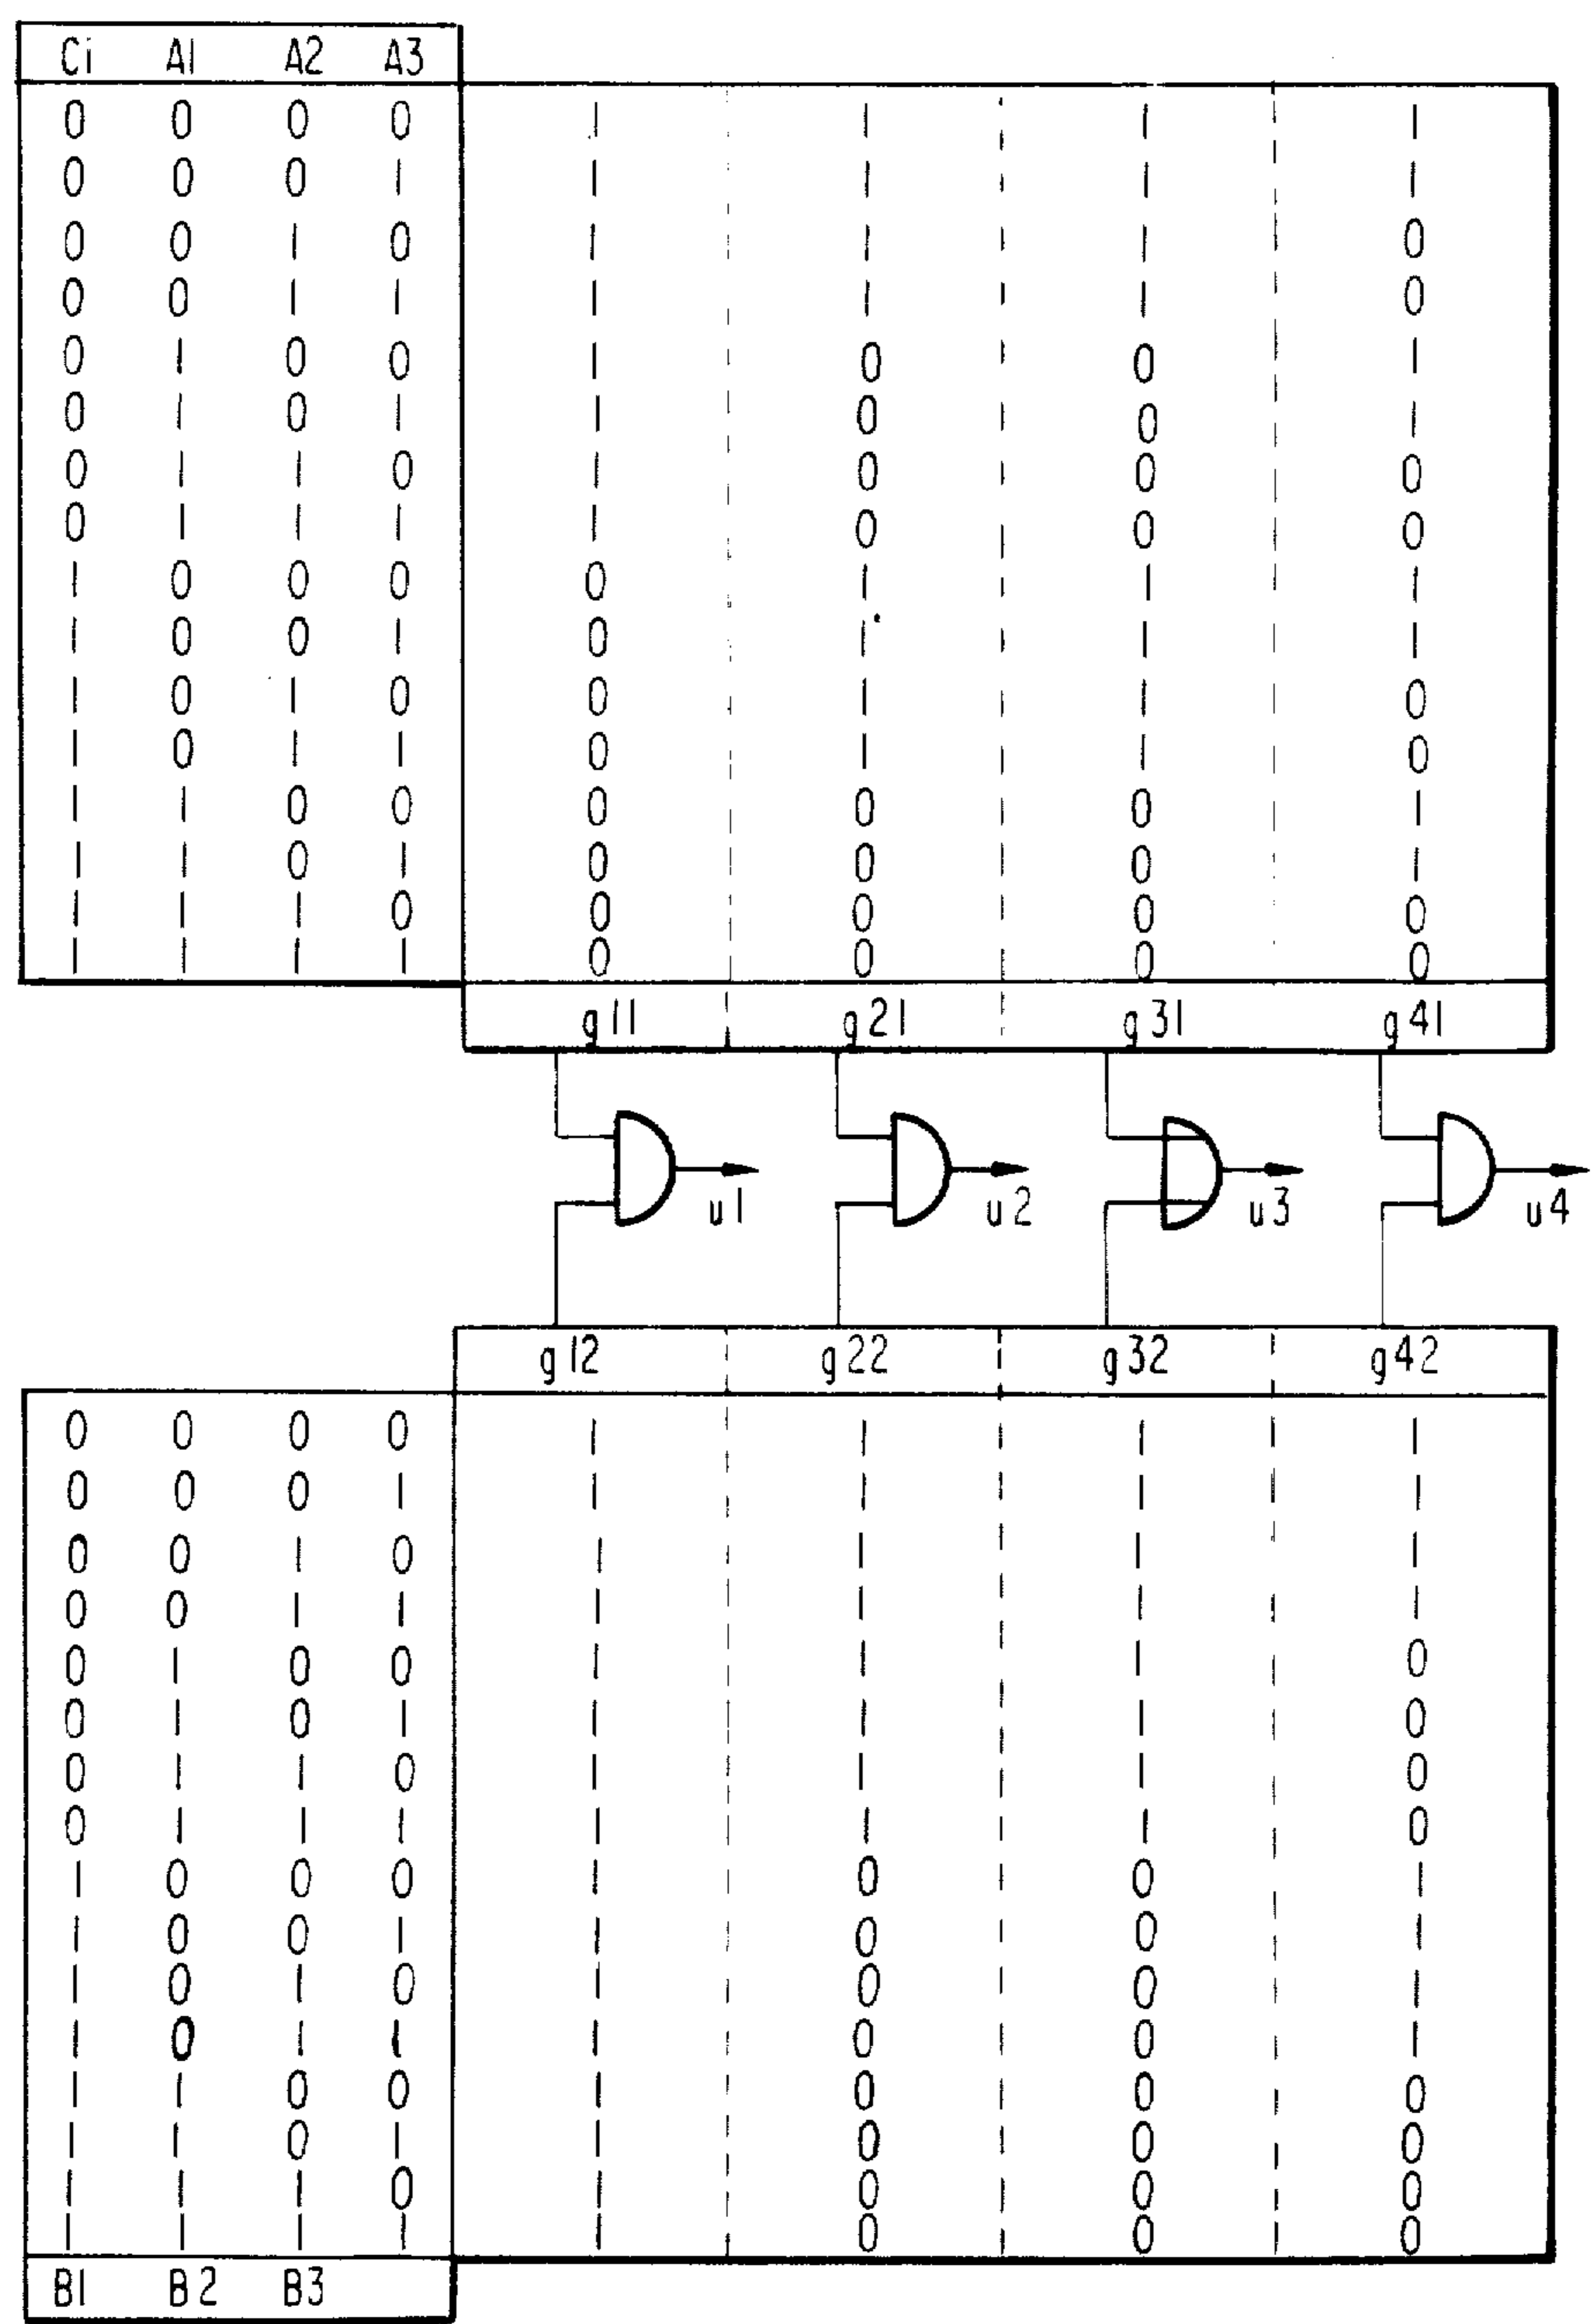 Ci A1 A2 A3
0 0 0 0 1 1 1 1
0 0 0 1 1 1 1 1
0 0 1 0 1 1 1 0
0 0 1 1 1 1 1 0
0 1 0 0 1 0 0 1
0 1 0 1 1 0 0 1
0 1 1 0 1 0 0 0
0 1 1 1 1 0 0 0
1 0 0 0 0 1 1 1
1 0 0 1 0 1 1 1
1 0 1 0 0 1 1 0
1 0 1 1 0 1 1 0
1 1 0 0 0 0 0 1
1 1 0 1 0 0 0 1
1 1 1 0 0 0 0 0
1 1 1 1 0 0 0 0
g11 g21 g31 g41
u1 u2 u3 u4
g12 g22 g32 g42
0 0 0 0 1 1 1 1
0 0 0 1 1 1 1 1
0 0 1 0 1 1 1 1
0 0 1 1 1 1 1 1
0 1 0 0 1 1 1 0
0 1 0 1 1 1 1 0
0 1 1 0 1 1 1 0
0 1 1 1 1 1 1 0
1 0 0 0 1 0 0 1
1 0 0 1 1 0 0 1
1 0 1 0 1 0 0 1
1 0 1 1 1 0 0 1
1 1 0 0 1 0 0 0
1 1 0 1 1 0 0 0
1 1 1 0 1 0 0 0
1 1 1 1 1 0 0 0
B1 B2 B3